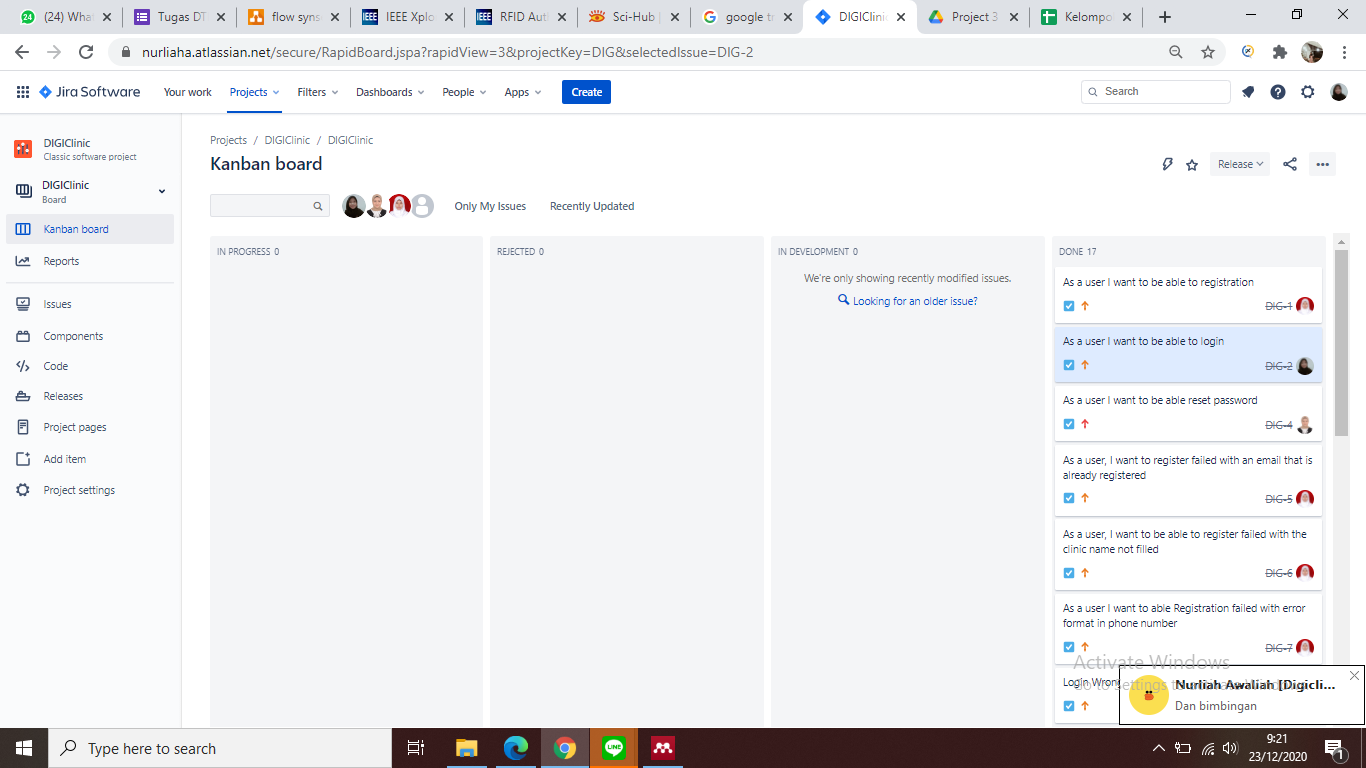 (24) What
Tugas DT
flow syns
IEEE Xplo
RFID Aut
Sci-Hub |
google tr
DIGIClinic
Project 3
Kelompo
nurliaha.atlassian.net/secure/RapidBoard.jspa?rapidView=3&projectKey=DIG&selectedIssue=DIG-2
Jira Software
Your work
Projects
Filters
Dashboards
People
Apps
Create
Search
DIGIClinic
Classic software project
DIGIClinic
Board
Kanban board
Reports
Issues
Components
Code
Releases
Project pages
Add item
Project settings
Projects / DIGIClinic / DIGIClinic
Kanban board
Release
Only My Issues
Recently Updated
IN PROGRESS 0
REJECTED 0
IN DEVELOPMENT 0
We're only showing recently modified issues.
Looking for an older issue?
DONE 17
As a user I want to be able to registration
DIG-1
As a user I want to be able to login
DIG-2
As a user I want to be able reset password
DIG-4
As a user, I want to register failed with an email that is
already registered
DIG-5
As a user, I want to be able to register failed with the
clinic name not filled
DIG-6
As a user I want to able Registration failed with error
format in phone number
DIG-7
Activate Windows
Go to Settings to
Login Wrong
Nurliah Awaliah [Digicli...
Dan bimbingan
Type here to search
LINE
9:21
23/12/2020
1